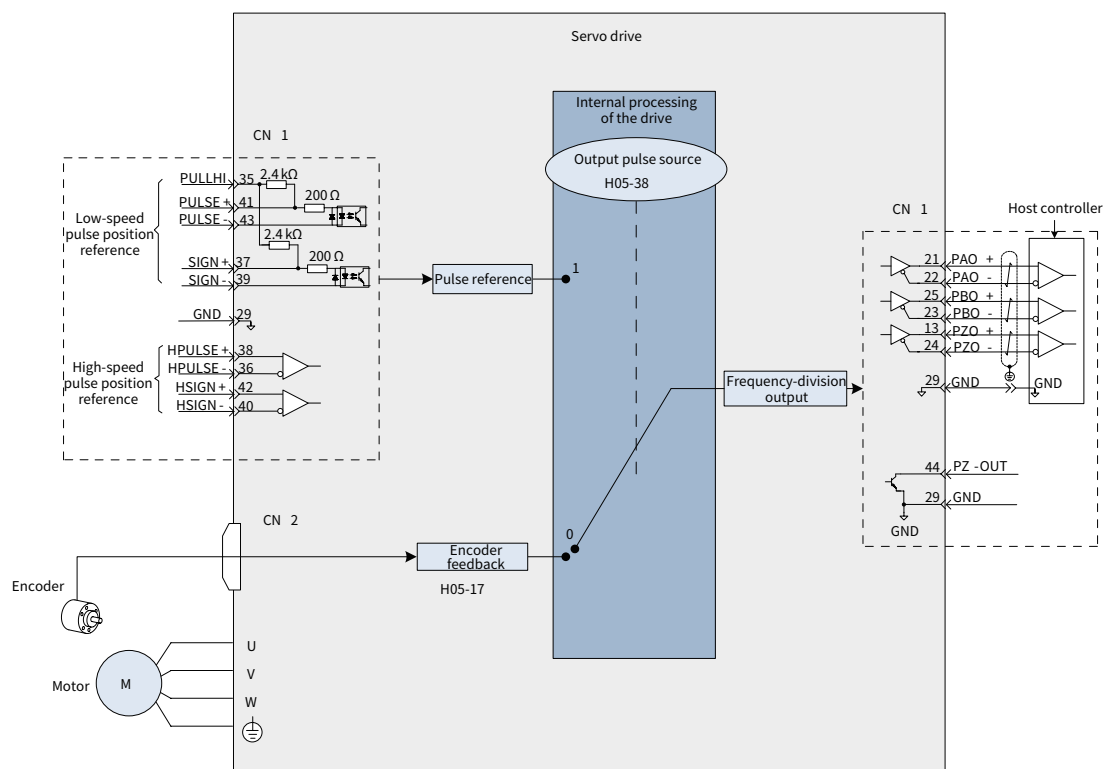 Servo drive
Internal processing
of the drive
Output pulse source
H05-38
CN 1
PULLHI 35
2.4 kΩ
PULSE + 41
200 Ω
PULSE - 43
2.4 kΩ
SIGN + 37
200 Ω
SIGN - 39
Low-speed
pulse position
reference
GND 29
HPULSE + 38
HPULSE - 36
HSIGN + 42
HSIGN - 40
High-speed
pulse position
reference
Pulse reference
1
CN 1
Host controller
21 PAO +
22 PAO -
25 PBO +
23 PBO -
13 PZO +
24 PZO -
29 GND
GND
Frequency-division
output
44 PZ -OUT
29 GND
GND
CN 2
0
Encoder
feedback
H05-17
Encoder
Motor
M
U
V
W